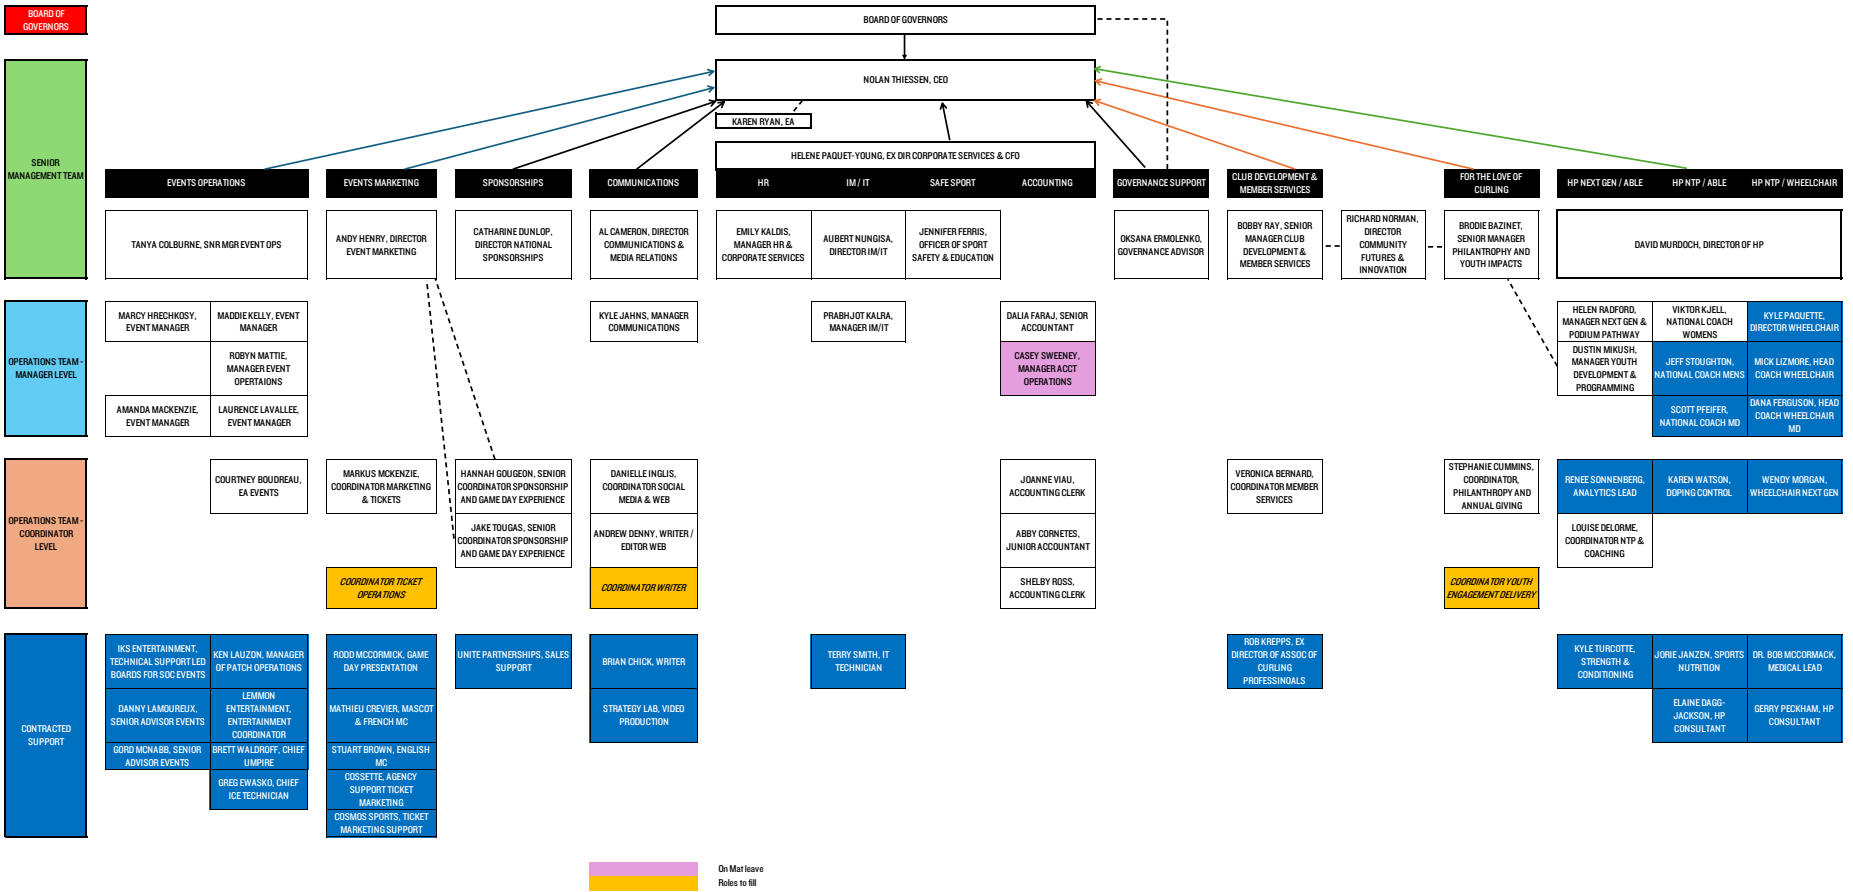 BOARD OF
GOVERNORS
BOARD OF GOVERNORS
NOLAN THIESSEN, CEO
KAREN RYAN, EA
HELENE PAQUET-YOUNG, EX DIR CORPORATE SERVICES & CFO
SENIOR
MANAGEMENT TEAM
EVENTS OPERATIONS
EVENTS MARKETING
SPONSORSHIPS
COMMUNICATIONS
HR
IM / IT
SAFE SPORT
ACCOUNTING
GOVERNANCE SUPPORT
CLUB DEVELOPMENT &
MEMBER SERVICES
FOR THE LOVE OF
CURLING
HP NEXT GEN / ABLE
HP NTP / ABLE
HP NTP / WHEELCHAIR
TANYA COLBURNE, SNR MGR EVENT OPS
ANDY HENRY, DIRECTOR
EVENT MARKETING
CATHARINE DUNLOP,
DIRECTOR NATIONAL
SPONSORSHIPS
AL CAMERON, DIRECTOR
COMMUNICATIONS &
MEDIA RELATIONS
EMILY KALDIS,
MANAGER HR &
CORPORATE SERVICES
AUBERT NUNGISA,
DIRECTOR IM/IT
JENNIFER FERRIS,
OFFICER OF SPORT
SAFETY & EDUCATION
OKSANA ERMOLENKO,
GOVERNANCE ADVISOR
BOBBY RAY, SENIOR
MANAGER CLUB
DEVELOPMENT &
MEMBER SERVICES
RICHARD NORMAN,
DIRECTOR
COMMUNITY
FUTURES &
INNOVATION
BRODIE BAZINET,
SENIOR MANAGER
PHILANTROPHY AND
YOUTH IMPACTS
DAVID MURDOCH, DIRECTOR OF HP
OPERATIONS TEAM -
MANAGER LEVEL
MARCY HRECHKOSY,
EVENT MANAGER
MADDIE KELLY, EVENT
MANAGER
ROBYN MATTIE,
MANAGER EVENT
OPERTAIONS
AMANDA MACKENZIE,
EVENT MANAGER
LAURENCE LAVALLEE,
EVENT MANAGER
KYLE JAHNS, MANAGER
COMMUNICATIONS
PRABHJOT KALRA,
MANAGER IM/IT
DALIA FARAJ, SENIOR
ACCOUNTANT
CASEY SWEENEY,
MANAGER ACCT
OPERATIONS
HELEN RADFORD,
MANAGER NEXT GEN &
PODIUM PATHWAY
DUSTIN MIKUSH,
MANAGER YOUTH
DEVELOPMENT &
PROGRAMMING
VIKTOR KJELL,
NATIONAL COACH
WOMENS
JEFF STOUGHTON,
NATIONAL COACH MENS
SCOTT PFEIFER,
NATIONAL COACH MD
KYLE PAQUETTE,
DIRECTOR WHEELCHAIR
MICK LIZMORE, HEAD
COACH WHEELCHAIR
DANA FERGUSON, HEAD
COACH WHEELCHAIR
MD
OPERATIONS TEAM -
COORDINATOR
LEVEL
COURTNEY BOUDREAU,
EA EVENTS
MARKUS MCKENZIE,
COORDINATOR MARKETING
& TICKETS
COORDINATOR TICKET
OPERATIONS
HANNAH GOUGEON, SENIOR
COORDINATOR SPONSORSHIP
AND GAME DAY EXPERIENCE
JAKE TOUGAS, SENIOR
COORDINATOR SPONSORSHIP
AND GAME DAY EXPERIENCE
DANIELLE INGLIS,
COORDINATOR SOCIAL
MEDIA & WEB
ANDREW DENNY, WRITER /
EDITOR WEB
COORDINATOR WRITER
JOANNE VIAU,
ACCOUNTING CLERK
ABBY CORNETES,
JUNIOR ACCOUNTANT
SHELBY ROSS,
ACCOUNTING CLERK
VERONICA BERNARD,
COORDINATOR MEMBER
SERVICES
STEPHANIE CUMMINS,
COORDINATOR,
PHILANTHROPY AND
ANNUAL GIVING
COORDINATOR YOUTH
ENGAGEMENT DELIVERY
RENEE SONNENBERG,
ANALYTICS LEAD
LOUISE DELORME,
COORDINATOR NTP &
COACHING
KAREN WATSON,
DOPING CONTROL
WENDY MORGAN,
WHEELCHAIR NEXT GEN
CONTRACTED
SUPPORT
IKS ENTERTAINMENT,
TECHNICAL SUPPORT LED
BOARDS FOR SOC EVENTS
DANNY LAMOUREUX,
SENIOR ADVISOR EVENTS
GORD MCNABB, SENIOR
ADVISOR EVENTS
KEN LAUZON, MANAGER
OF PATCH OPERATIONS
LEMMON
ENTERTAINMENT,
ENTERTAINMENT
COORDINATOR
BRETT WALDROFF, CHIEF
UMPIRE
GREG EWASKO, CHIEF
ICE TECHNICIAN
RODD MCCORMICK, GAME
DAY PRESENTATION
MATHIEU CREVIER, MASCOT
& FRENCH MC
STUART BROWN, ENGLISH
MC
COSSETTE, AGENCY
SUPPORT TICKET
MARKETING
COSMOS SPORTS, TICKET
MARKETING SUPPORT
UNITE PARTNERSHIPS, SALES
SUPPORT
BRIAN CHICK, WRITER
STRATEGY LAB, VIDEO
PRODUCTION
TERRY SMITH, IT
TECHNICIAN
ROB KREPPS, EX
DIRECTOR OF ASSOC OF
CURLING
PROFESSINOALS
KYLE TURCOTTE,
STRENGTH &
CONDITIONING
JORIE JANZEN, SPORTS
NUTRITION
ELAINE DAGG-
JACKSON, HP
CONSULTANT
DR. BOB MCCORMACK,
MEDICAL LEAD
GERRY PECKHAM, HP
CONSULTANT
On Mat leave
Roles to fill